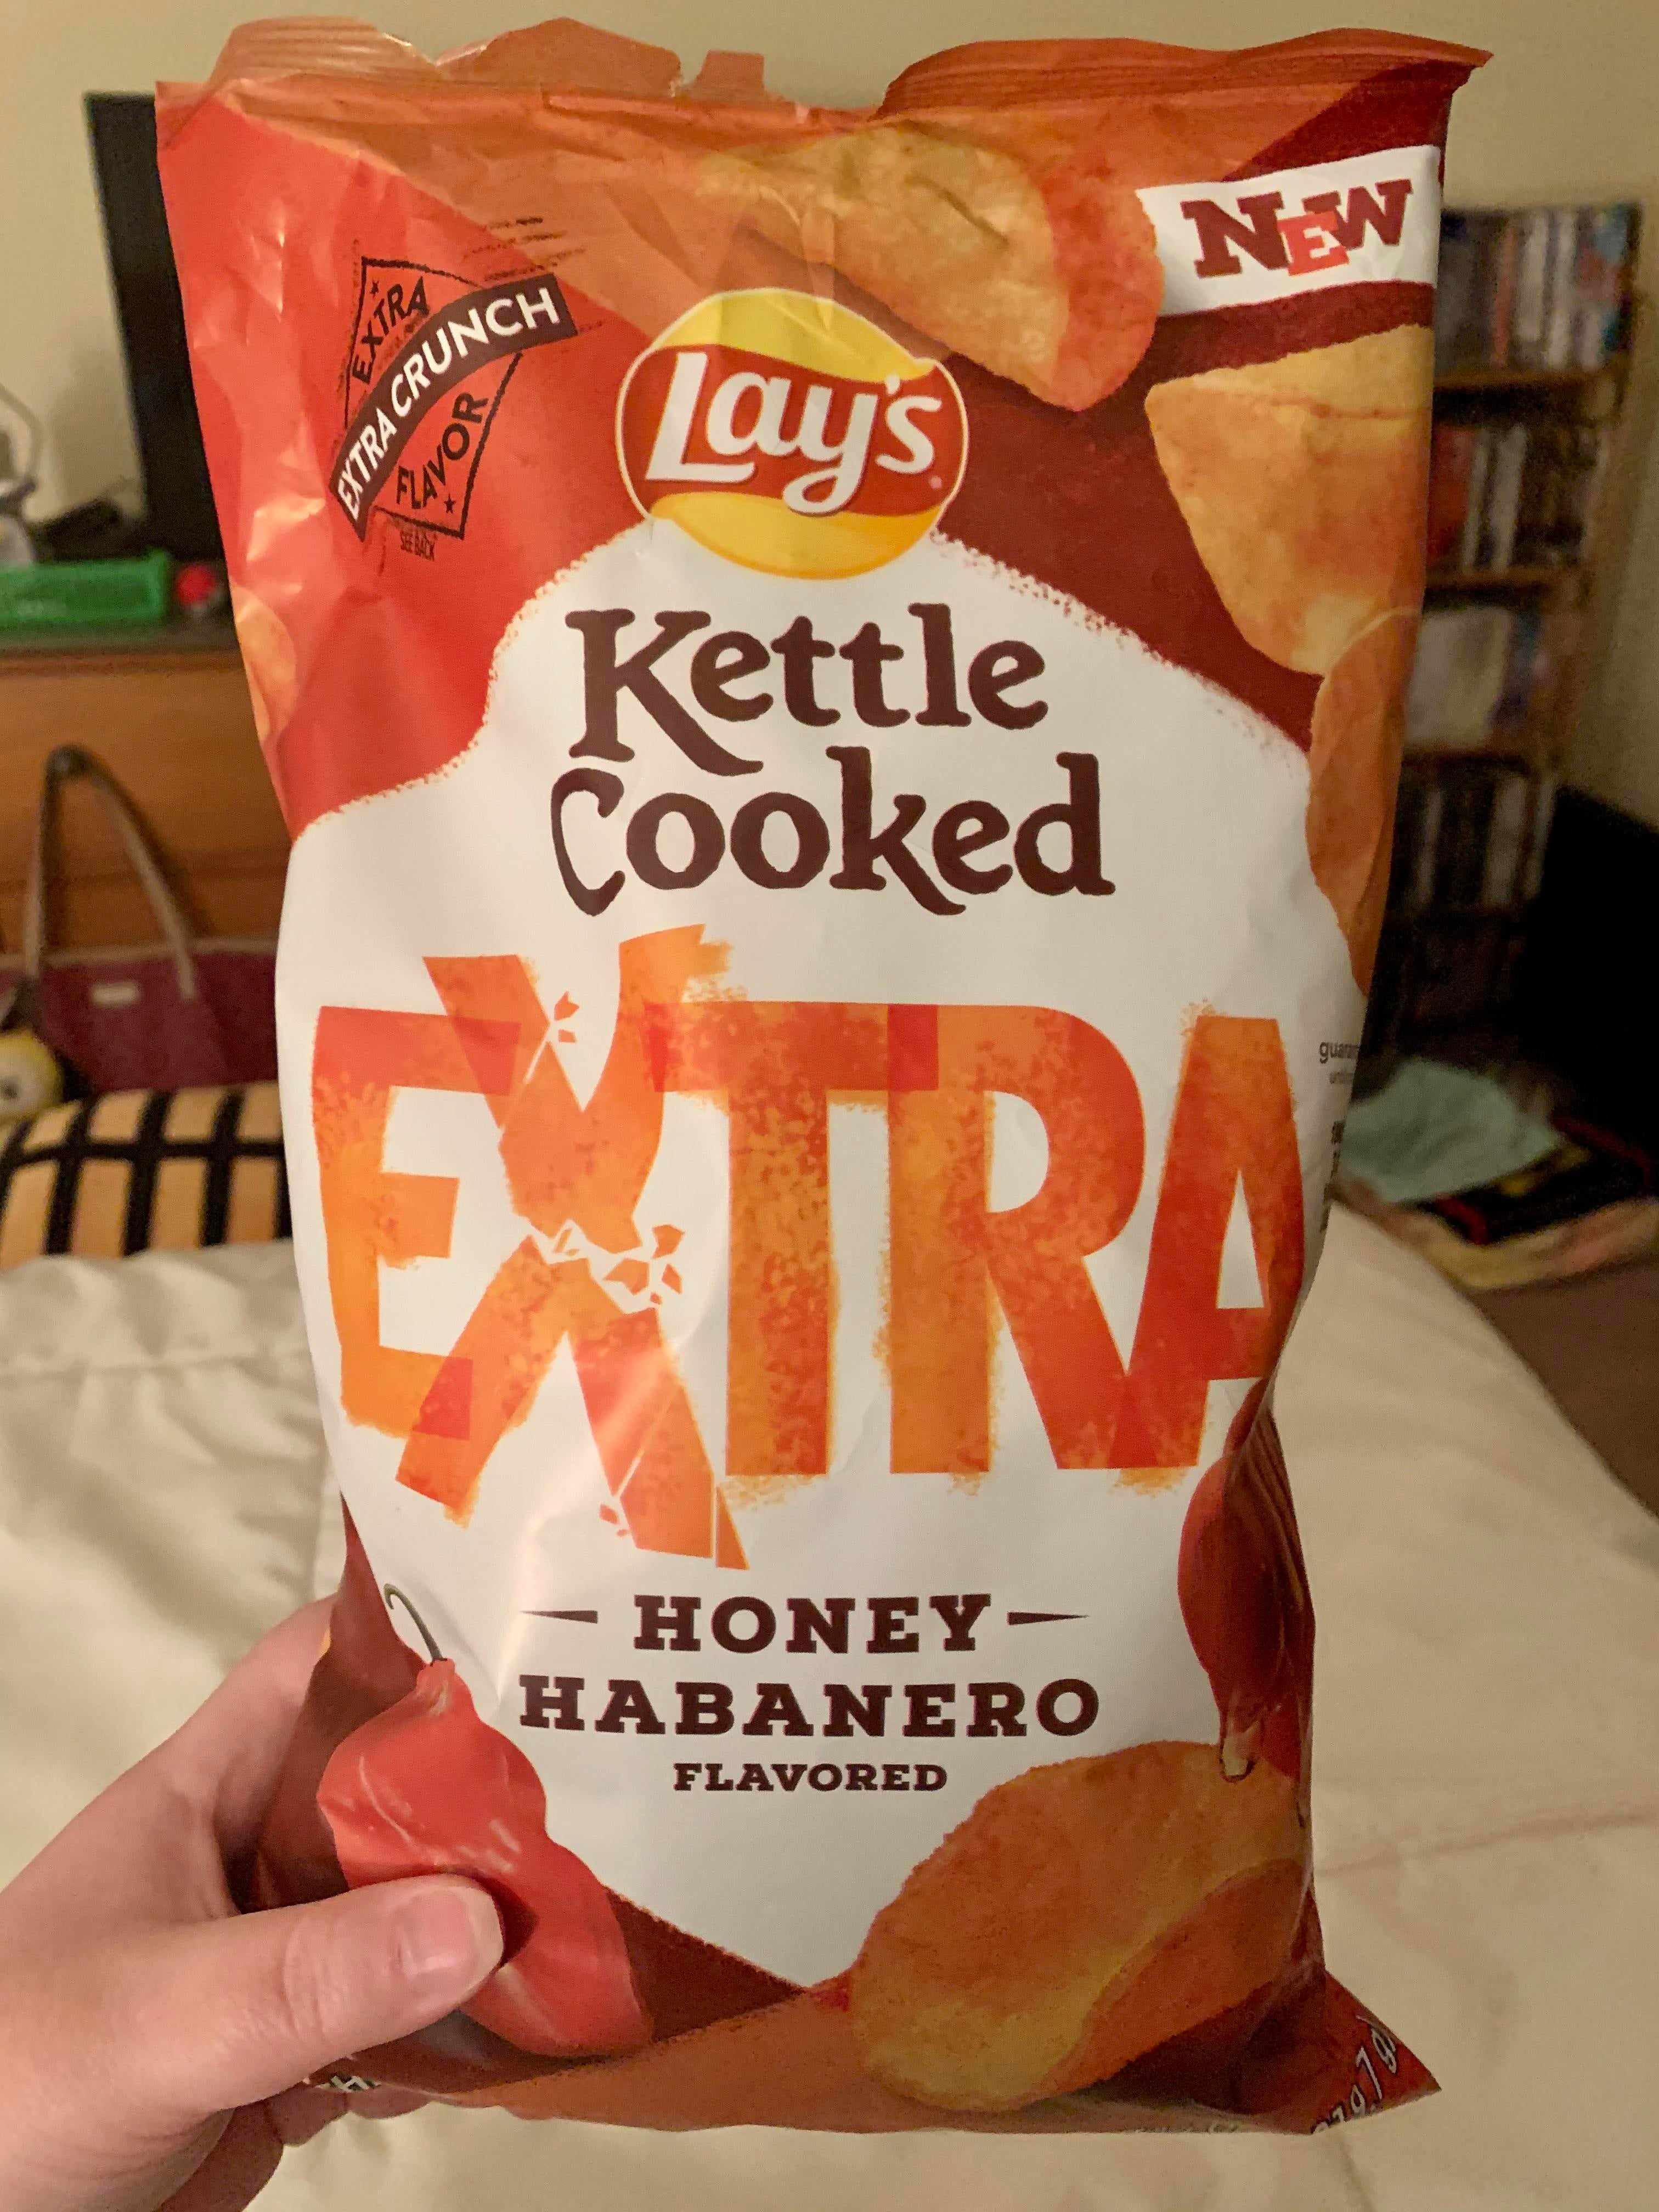 NEW
EXTRA
EXTRA CRUNCH
FLAVOR
SEE BACK
Lay's
Kettle
Cooked
EXTRA
HONEY
HABANERO
FLAVORED